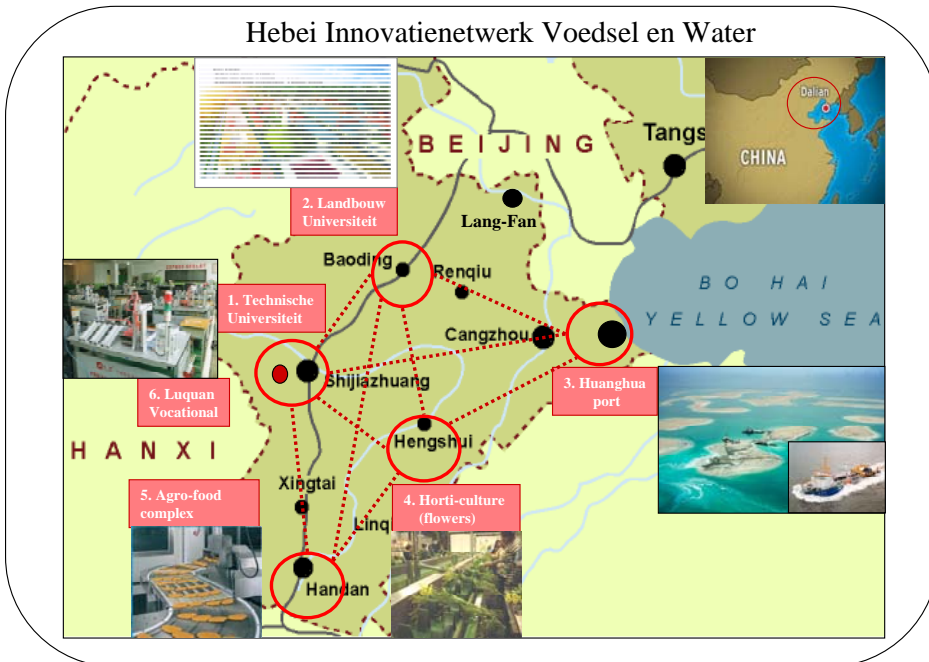 Hebei Innovatienetwerk Voedsel en Water
Dalian
CHINA
BEIJING
Tangs
2. Landbouw
Universiteit
Lang-Fan
Baoding
Renqiu
BO HAI
YELLOW SEA
1. Technische
Universiteit
Cangzhou
Shijiazhuang
3. Huanghua
port
6. Luquan
Vocational
HANXI
Hengshui
Xingtai
5. Agro-food
complex
4. Horti-culture
(flowers)
Linq
Handan